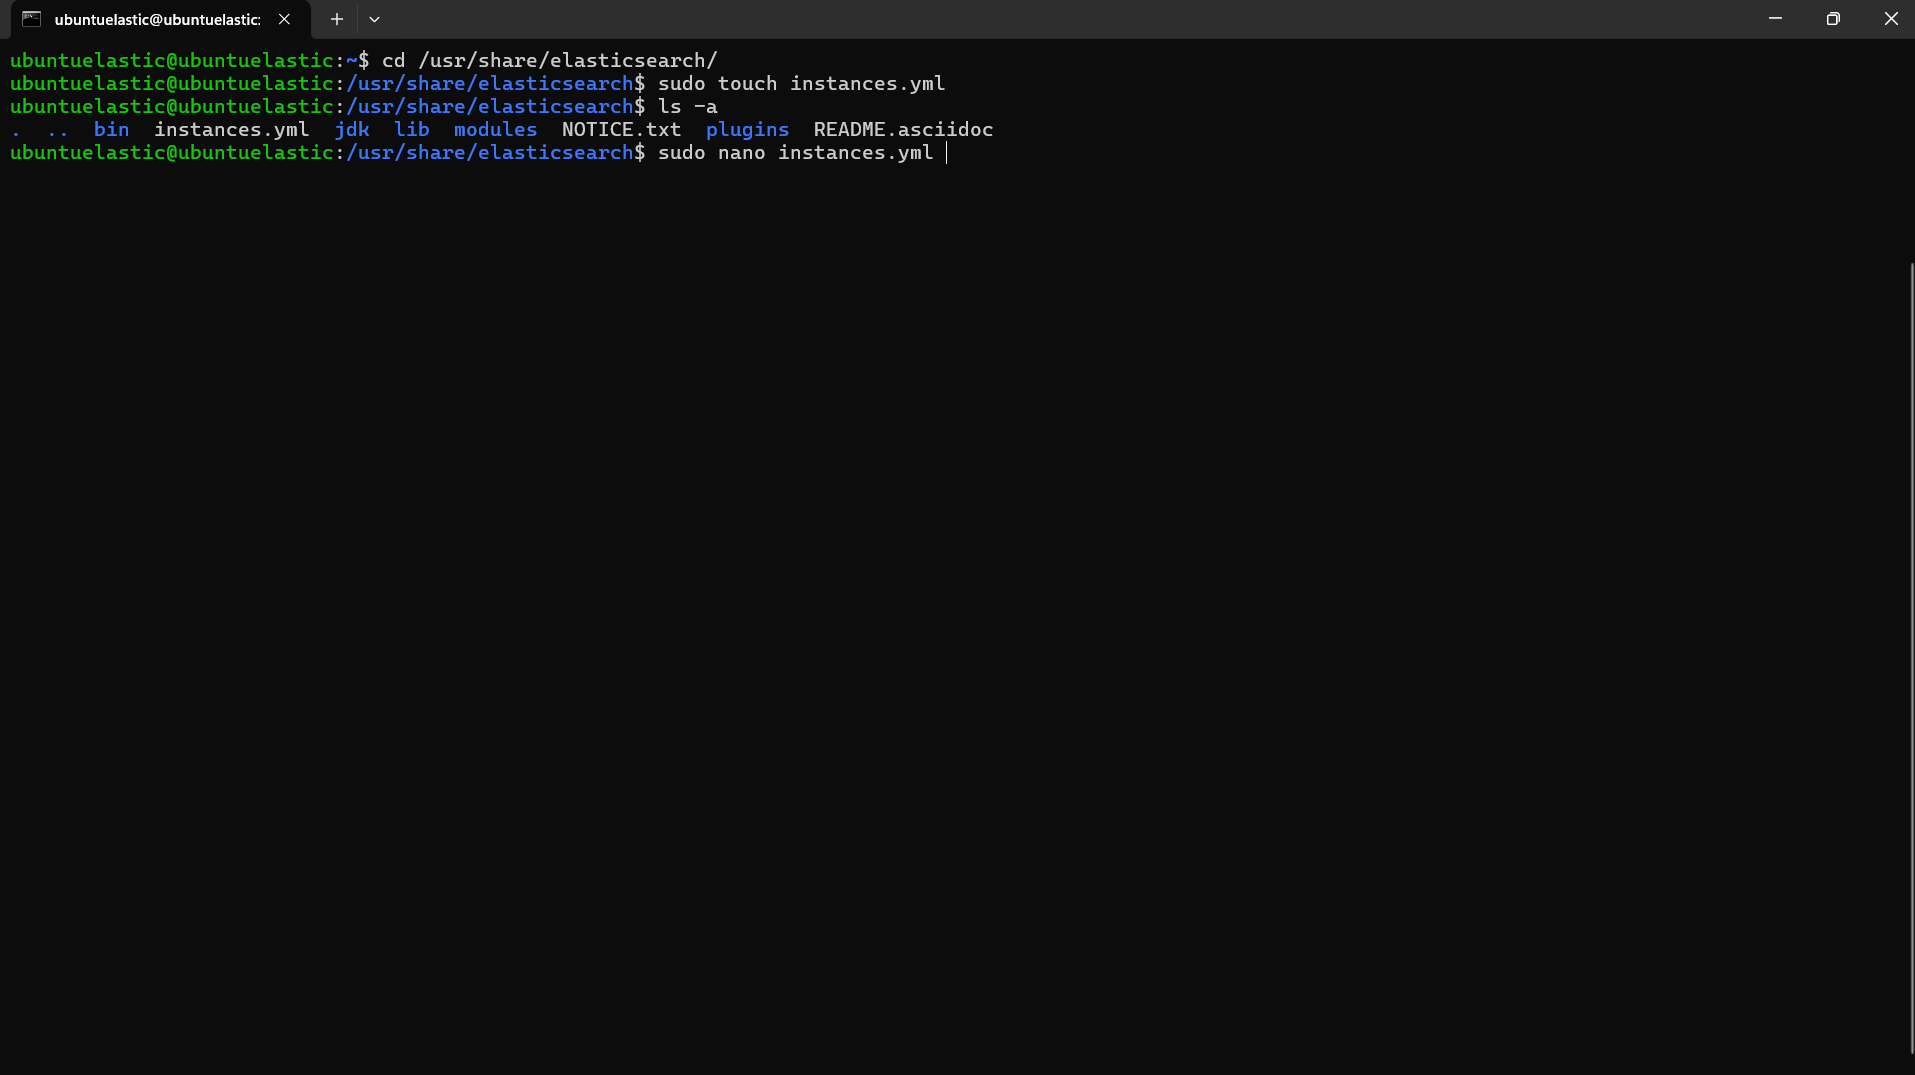 ubuntuelastic@ubuntuelastic:
ubuntuelastic@ubuntuelastic:~$ cd /usr/share/elasticsearch/
ubuntuelastic@ubuntuelastic:/usr/share/elasticsearch$ sudo touch instances.yml
ubuntuelastic@ubuntuelastic:/usr/share/elasticsearch$ ls -a
. .. bin instances.yml jdk lib modules NOTICE.txt plugins README.asciidoc
ubuntuelastic@ubuntuelastic:/usr/share/elasticsearch$ sudo nano instances.yml